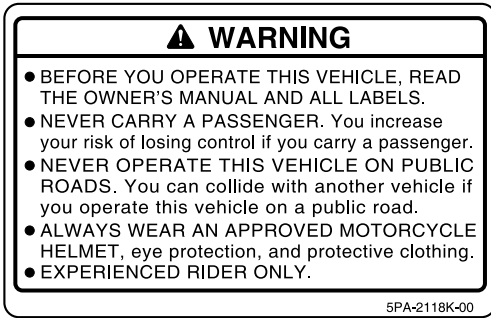 WARNING
● BEFORE YOU OPERATE THIS VEHICLE, READ
THE OWNER'S MANUAL AND ALL LABELS.
● NEVER CARRY A PASSENGER. You increase
your risk of losing control if you carry a passenger.
● NEVER OPERATE THIS VEHICLE ON PUBLIC
ROADS. You can collide with another vehicle if
you operate this vehicle on a public road.
● ALWAYS WEAR AN APPROVED MOTORCYCLE
HELMET, eye protection, and protective clothing.
● EXPERIENCED RIDER ONLY.
5PA-2118K-00